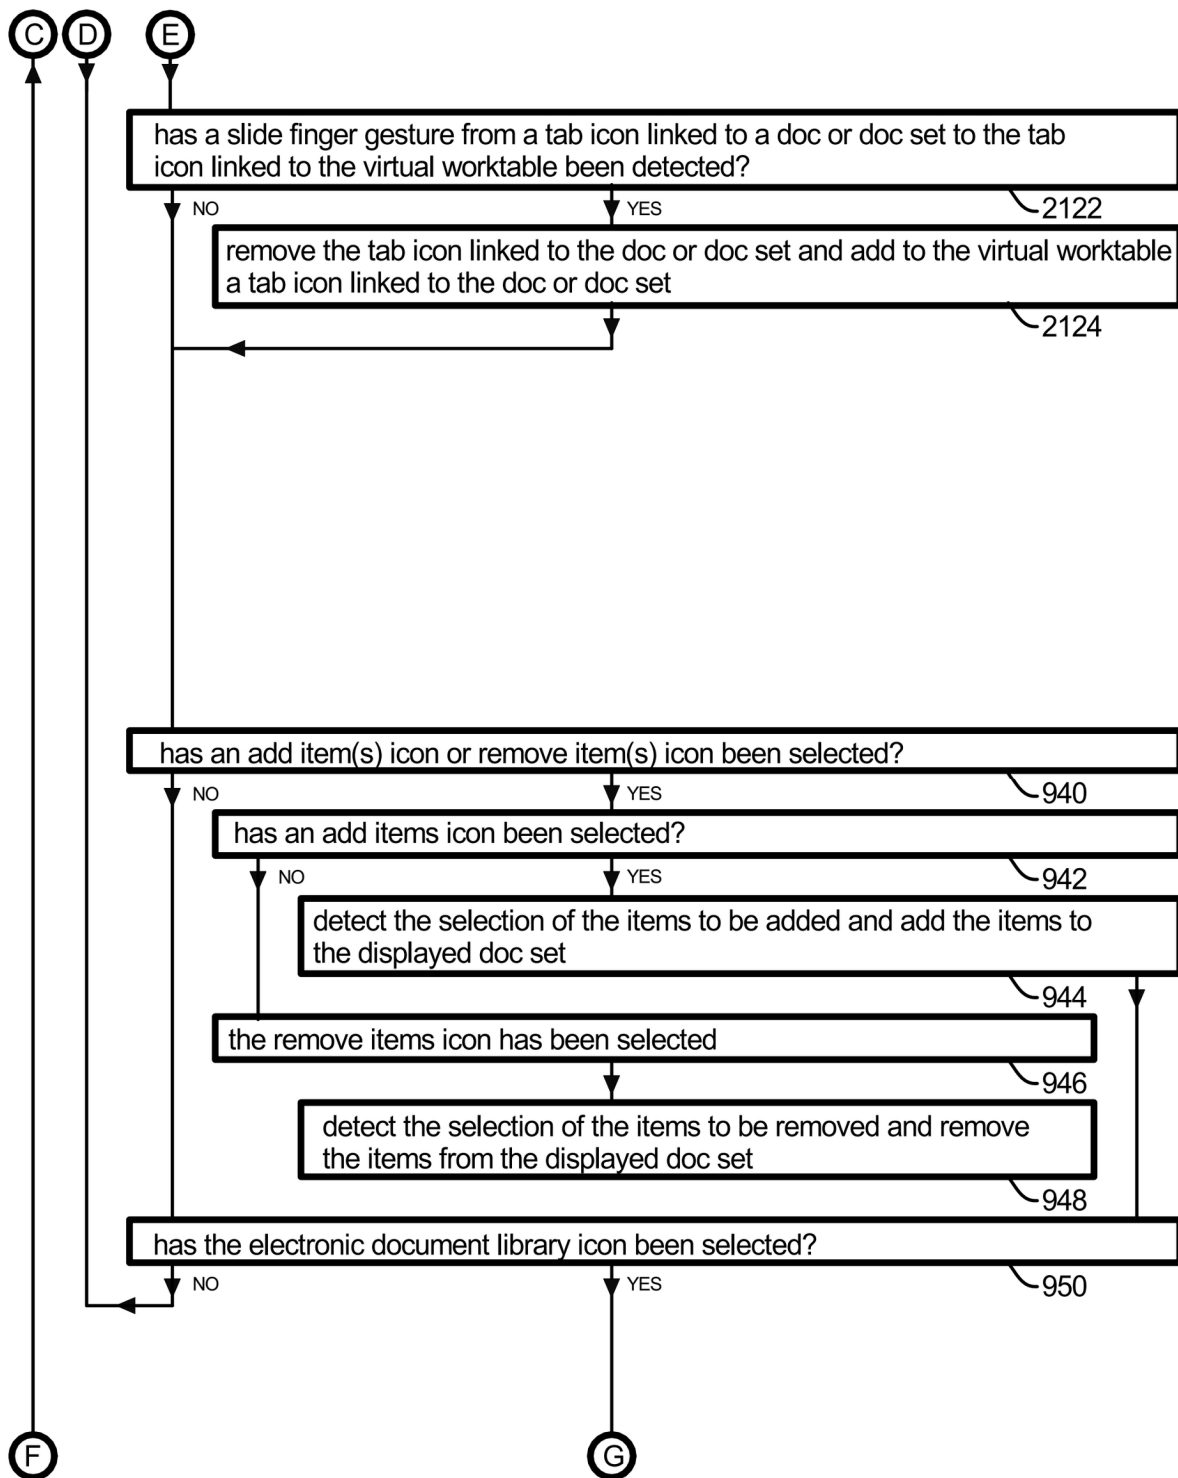 C D E
has a slide finger gesture from a tab icon linked to a doc or doc set to the tab
icon linked to the virtual worktable been detected?
NO YES 2122
remove the tab icon linked to the doc or doc set and add to the virtual worktable
a tab icon linked to the doc or doc set
2124
has an add item(s) icon or remove item(s) icon been selected?
NO YES 940
has an add items icon been selected?
NO YES 942
detect the selection of the items to be added and add the items to
the displayed doc set
944
the remove items icon has been selected
946
detect the selection of the items to be removed and remove
the items from the displayed doc set
948
has the electronic document library icon been selected?
NO YES 950
F G